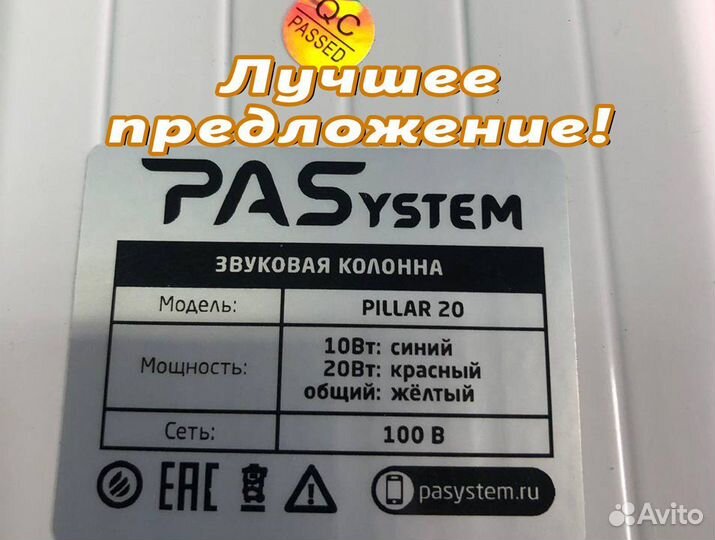 QC
PASSED
Лучшее
предложение!
PASYSTEM
ЗВУКОВАЯ КОЛОННА
Модель: PILLAR 20
Мощность: 10Вт: синий
20Вт: красный
общий: жёлтый
Сеть: 100 В
EAC pasystem.ru
Avito